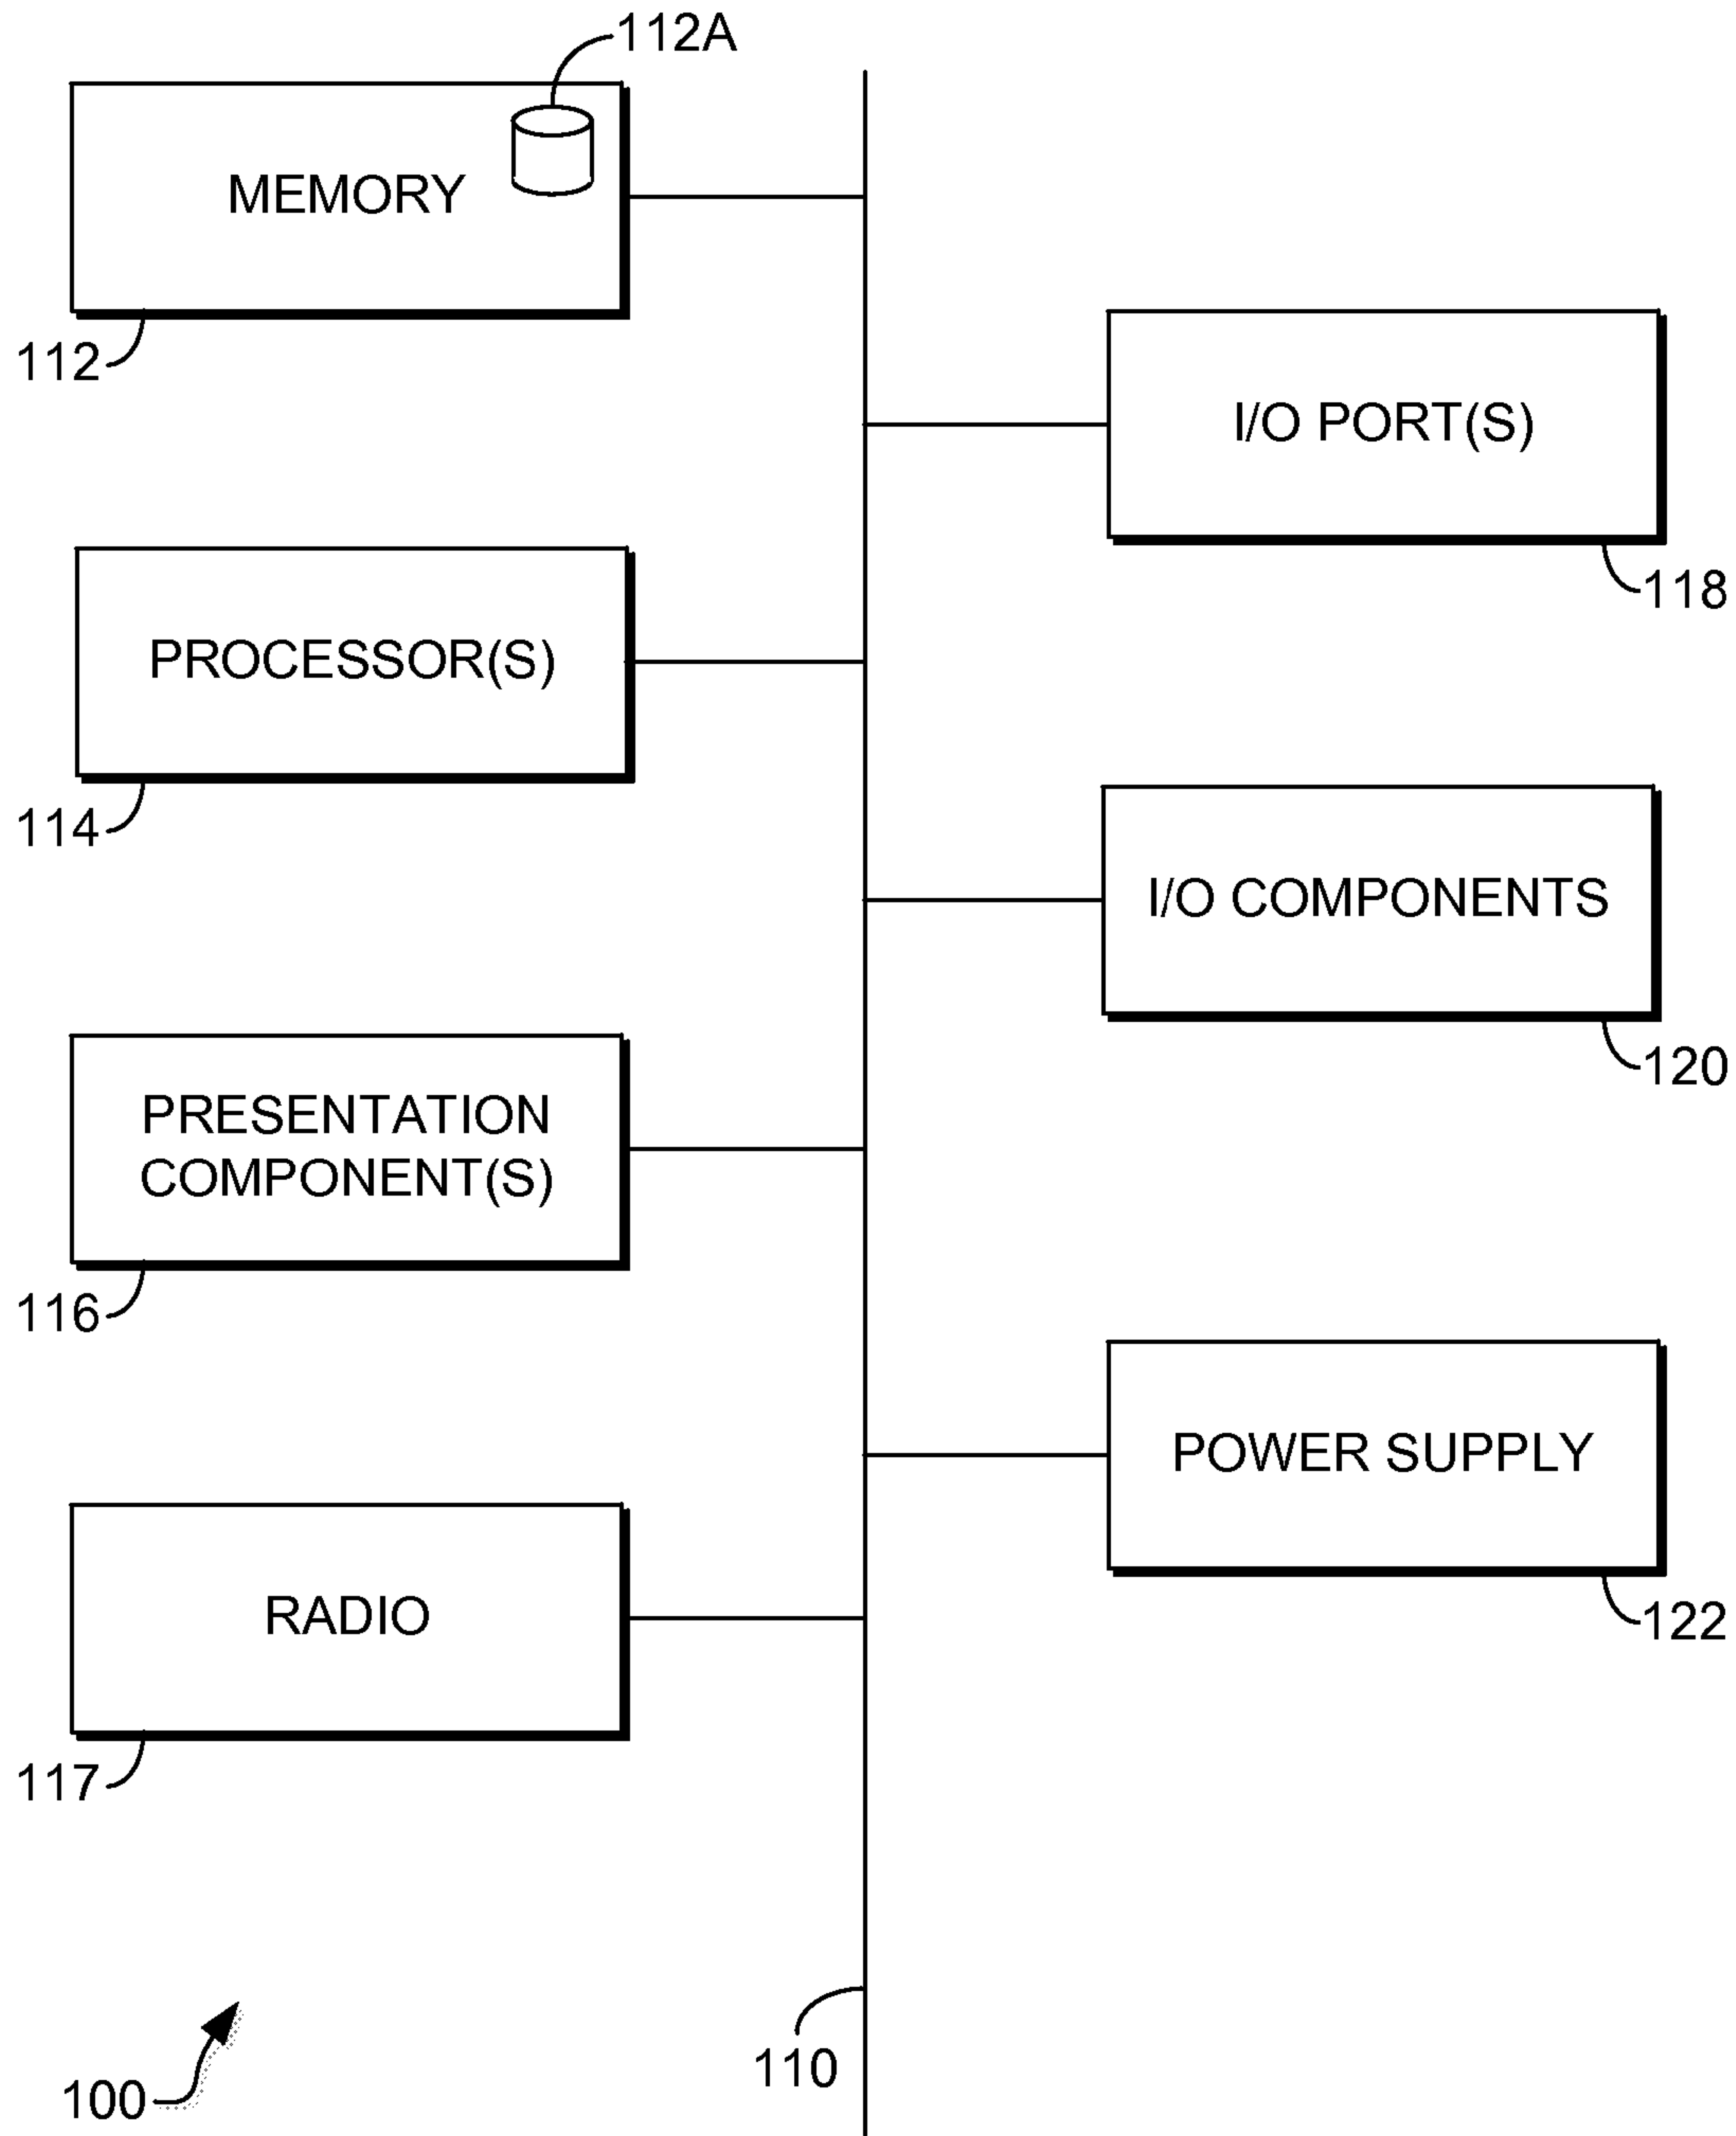 112A
MEMORY
112
I/O PORT(S)
118
PROCESSOR(S)
114
I/O COMPONENTS
120
PRESENTATION
COMPONENT(S)
116
POWER SUPPLY
122
RADIO
117
110
100